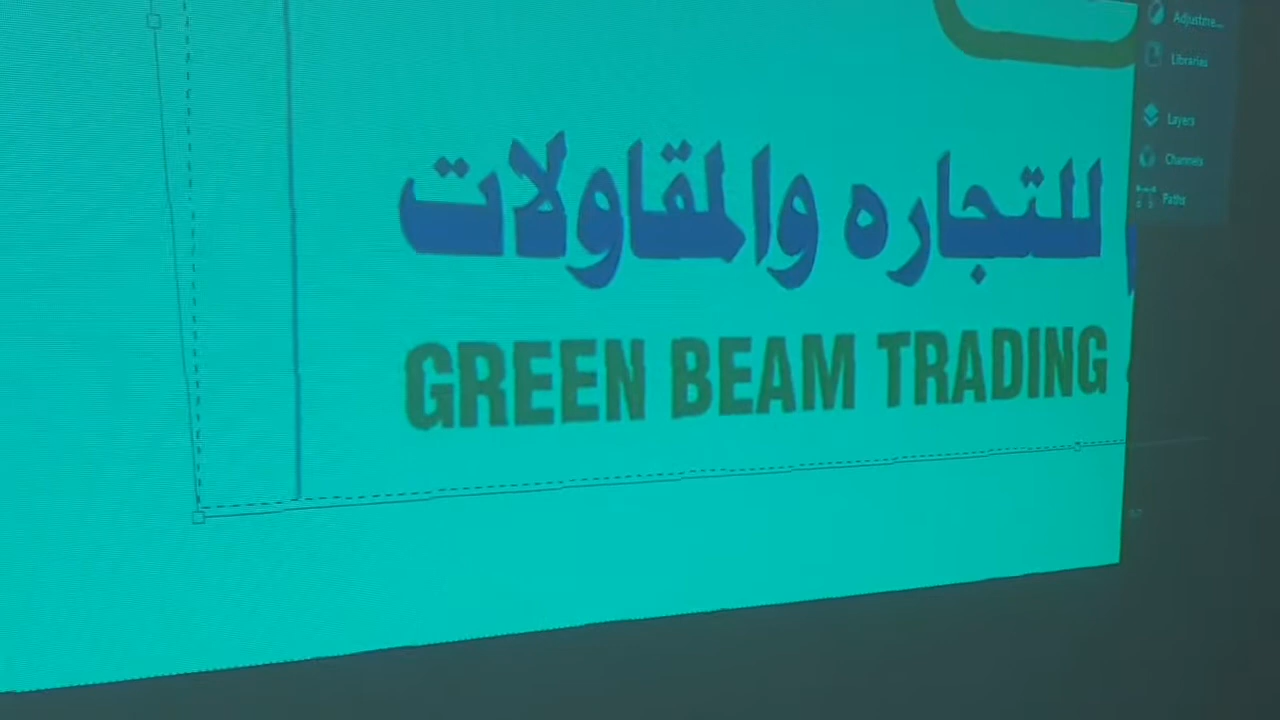 Adjustme...
Libraries
Layers
Channels
Paths
للتجاره والمقاولات
GREEN BEAM TRADING